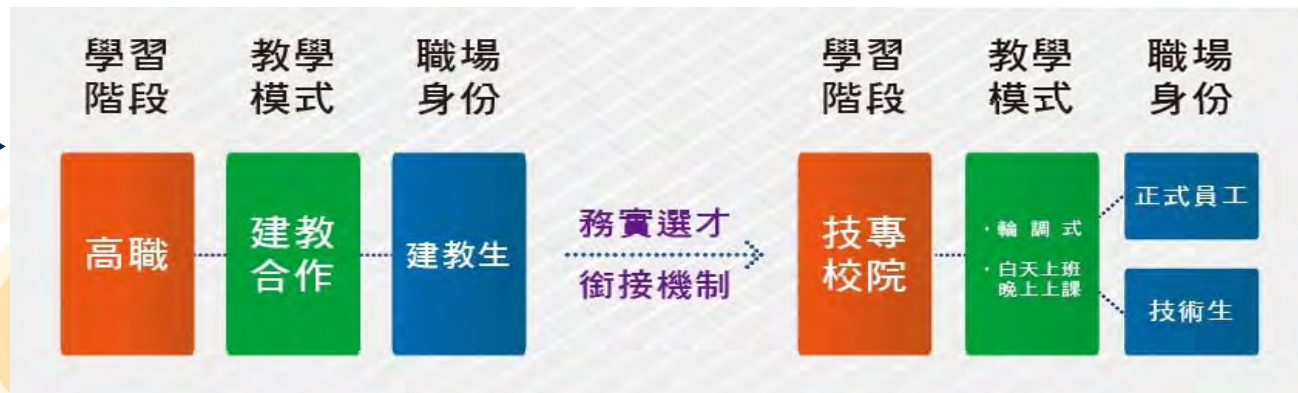 學習
階段
教學
模式
職場
身份
高職
建教
合作
建教生
務實選才
銜接機制
學習
階段
教學
模式
職場
身份
技專
校院
・輪調式
・白天上班
晚上上課
正式員工
技術生